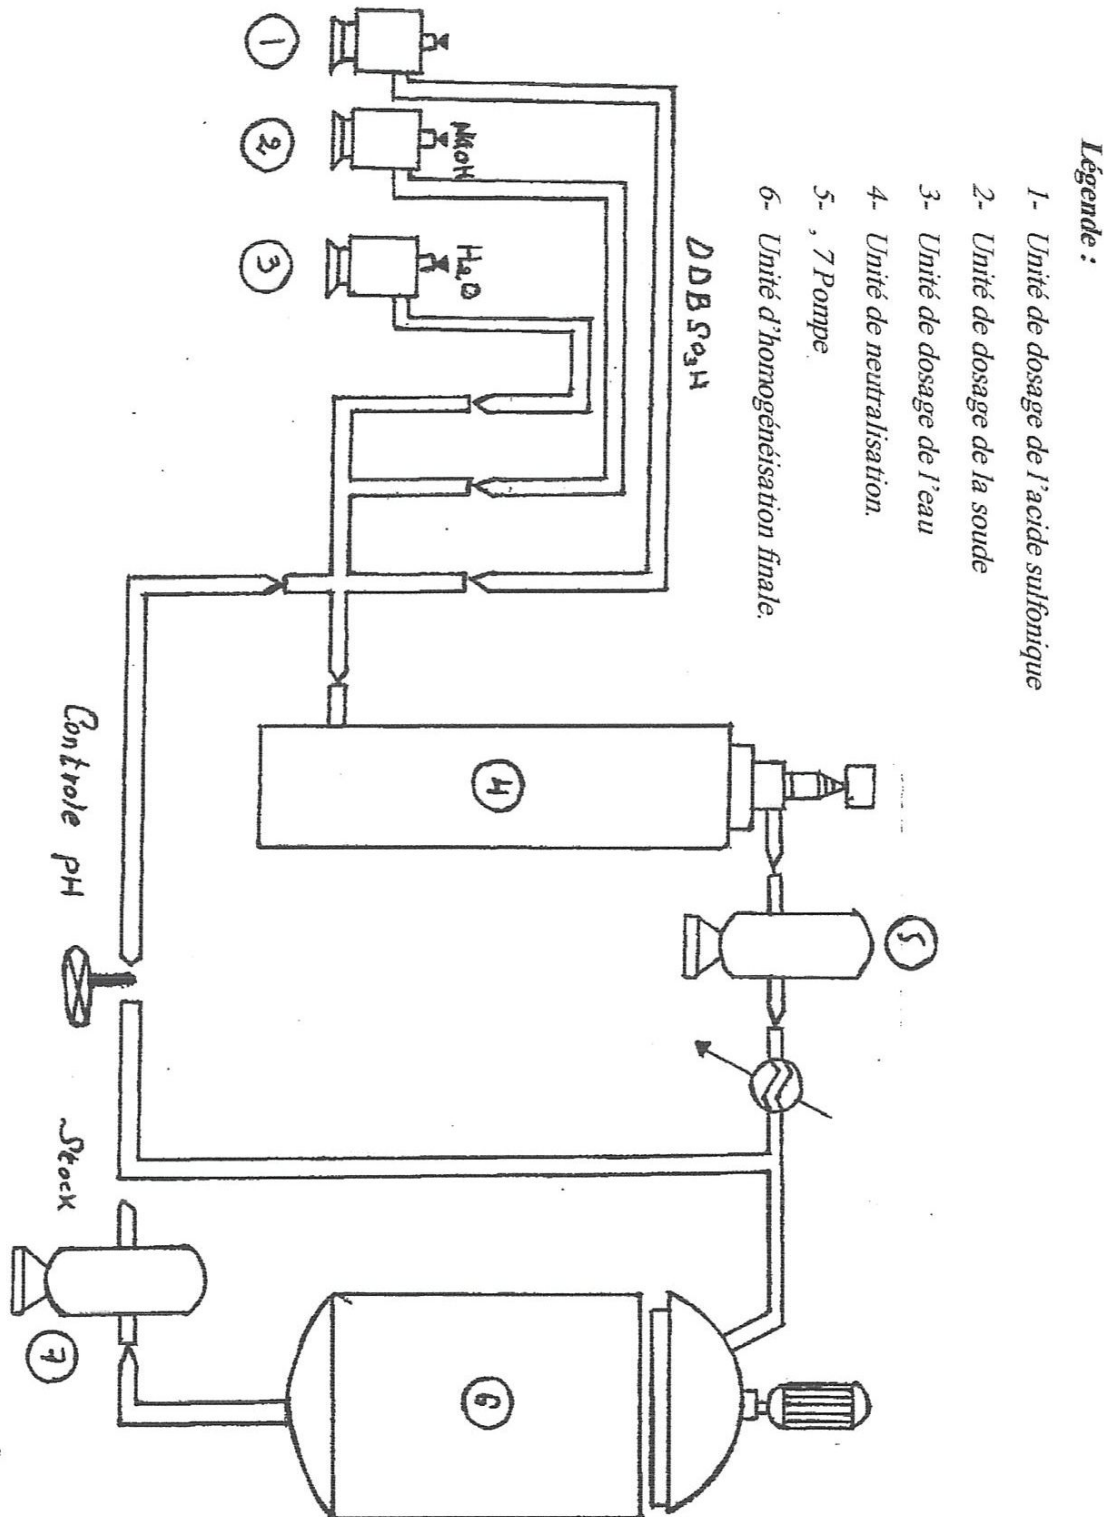 Légende :
1- Unité de dosage de l'acide sulfonique
2- Unité de dosage de la soude
3- Unité de dosage de l'eau
4- Unité de neutralisation.
5- , 7 Pompe
6- Unité d'homogénéisation finale.
DDBSO₃H
NaOH
H₂O
1
2
3
4
5
6
7
Controle pH
Stock